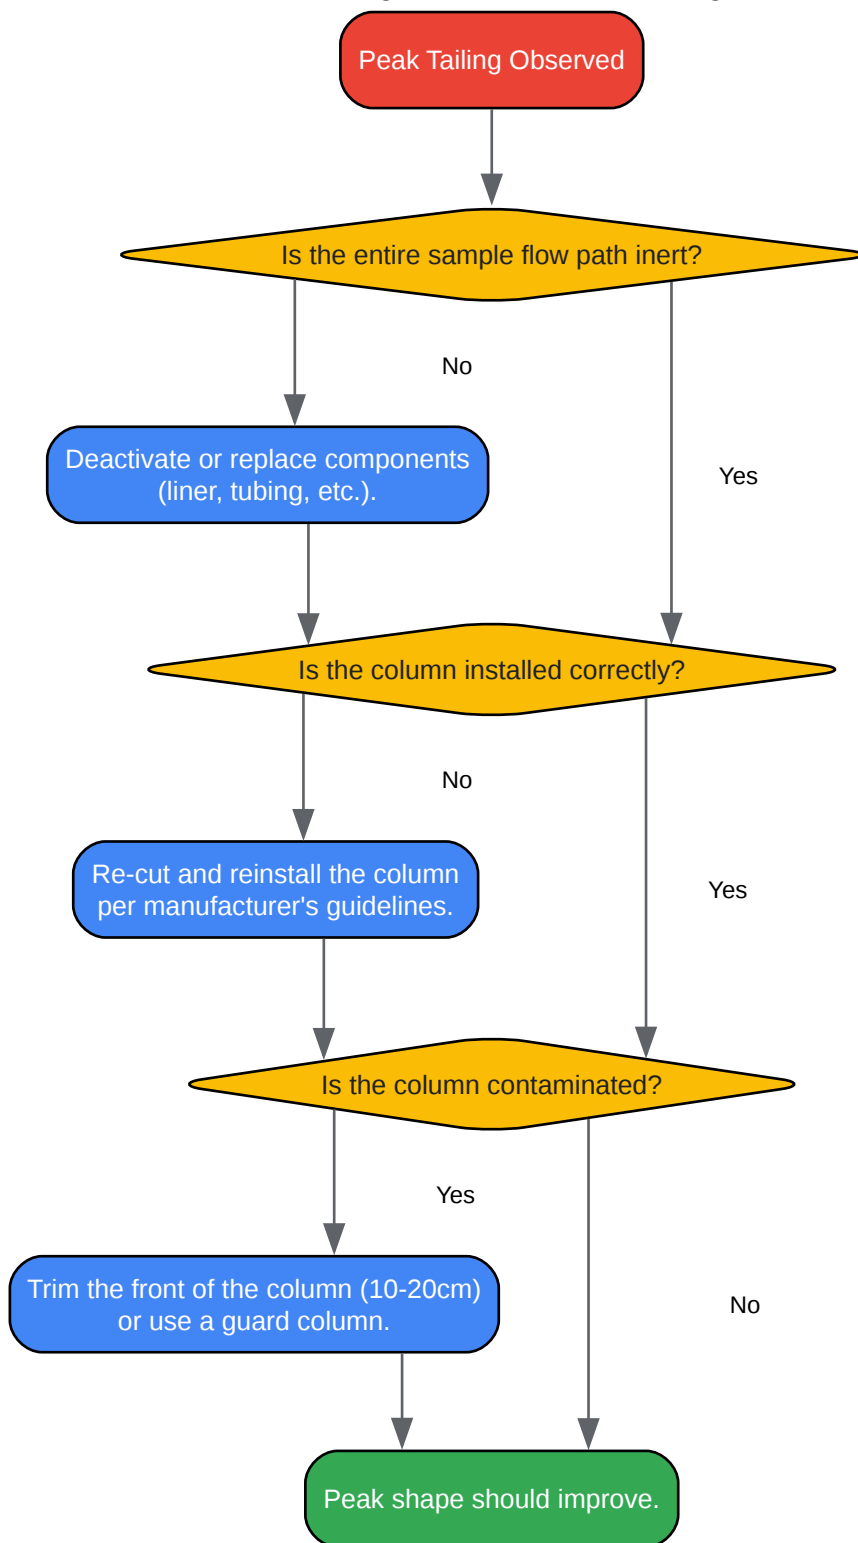 Peak Tailing Observed
Is the entire sample flow path inert?
No
Deactivate or replace components
(liner, tubing, etc.).
Yes
Is the column installed correctly?
No
Re-cut and reinstall the column
per manufacturer's guidelines.
Yes
Is the column contaminated?
Yes
Trim the front of the column (10-20cm)
or use a guard column.
No
Peak shape should improve.